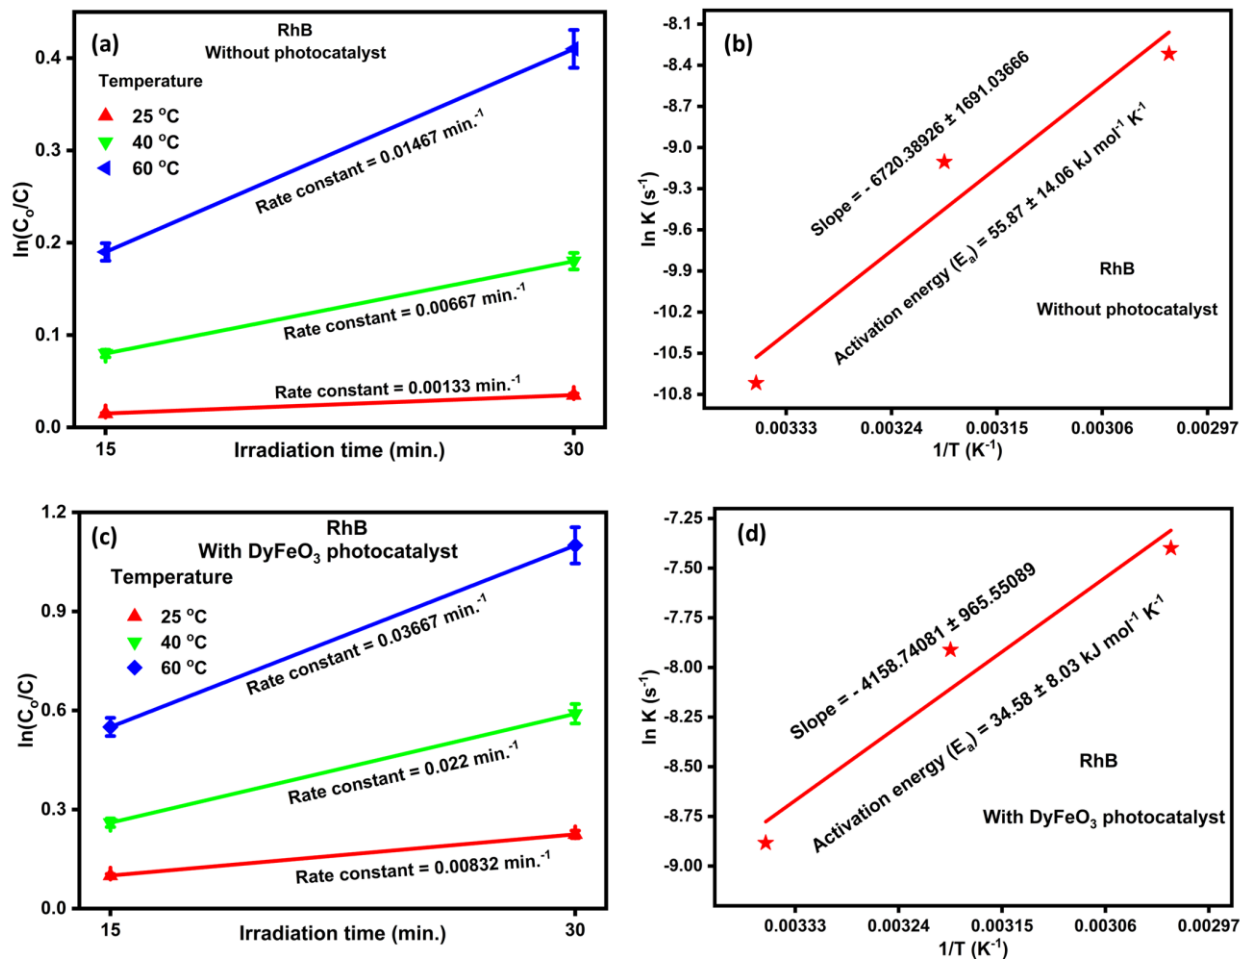 (a)
RhB
Without photocatalyst
Temperature
25 °C
40 °C
60 °C
Rate constant = 0.01467 min.⁻¹
Rate constant = 0.00667 min.⁻¹
Rate constant = 0.00133 min.⁻¹
ln(Cₒ/C)
0.4
0.3
0.2
0.1
0.0
15
30
Irradiation time (min.)
(b)
Slope = - 6720.38926 ± 1691.03666
Activation energy (Eₐ) = 55.87 ± 14.06 kJ mol⁻¹ K⁻¹
RhB
Without photocatalyst
ln K (s⁻¹)
-8.1
-8.4
-8.7
-9.0
-9.3
-9.6
-9.9
-10.2
-10.5
-10.8
0.00333
0.00324
0.00315
0.00306
0.00297
1/T (K⁻¹)
(c)
RhB
With DyFeO₃ photocatalyst
Temperature
25 °C
40 °C
60 °C
Rate constant = 0.03667 min.⁻¹
Rate constant = 0.022 min.⁻¹
Rate constant = 0.00832 min.⁻¹
ln(Cₒ/C)
1.2
0.9
0.6
0.3
0.0
15
30
Irradiation time (min.)
(d)
Slope = - 4158.74081 ± 965.55089
Activation energy (Eₐ) = 34.58 ± 8.03 kJ mol⁻¹ K⁻¹
RhB
With DyFeO₃ photocatalyst
ln K (s⁻¹)
-7.25
-7.50
-7.75
-8.00
-8.25
-8.50
-8.75
-9.00
0.00333
0.00324
0.00315
0.00306
0.00297
1/T (K⁻¹)